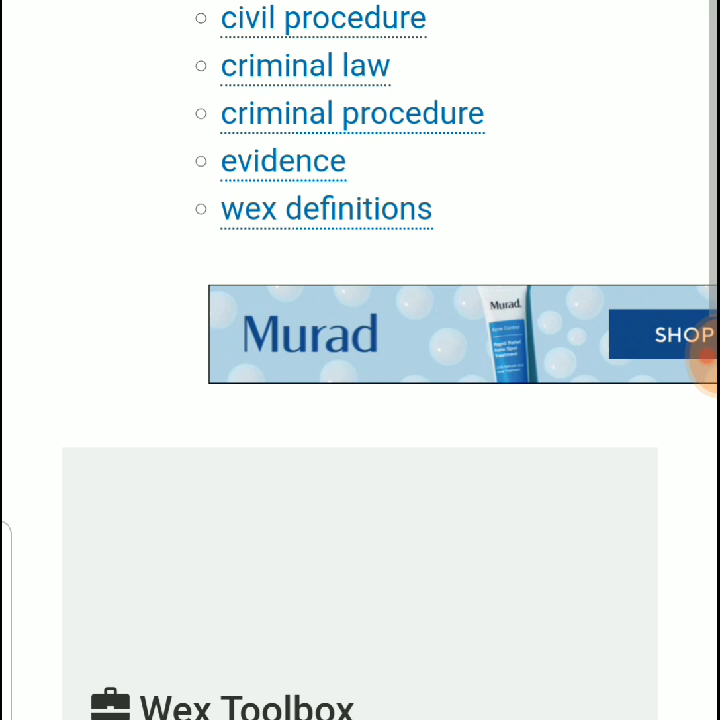 civil procedure
criminal law
criminal procedure
evidence
wex definitions
Murad
Murad.
SHOP
Wex Toolbox